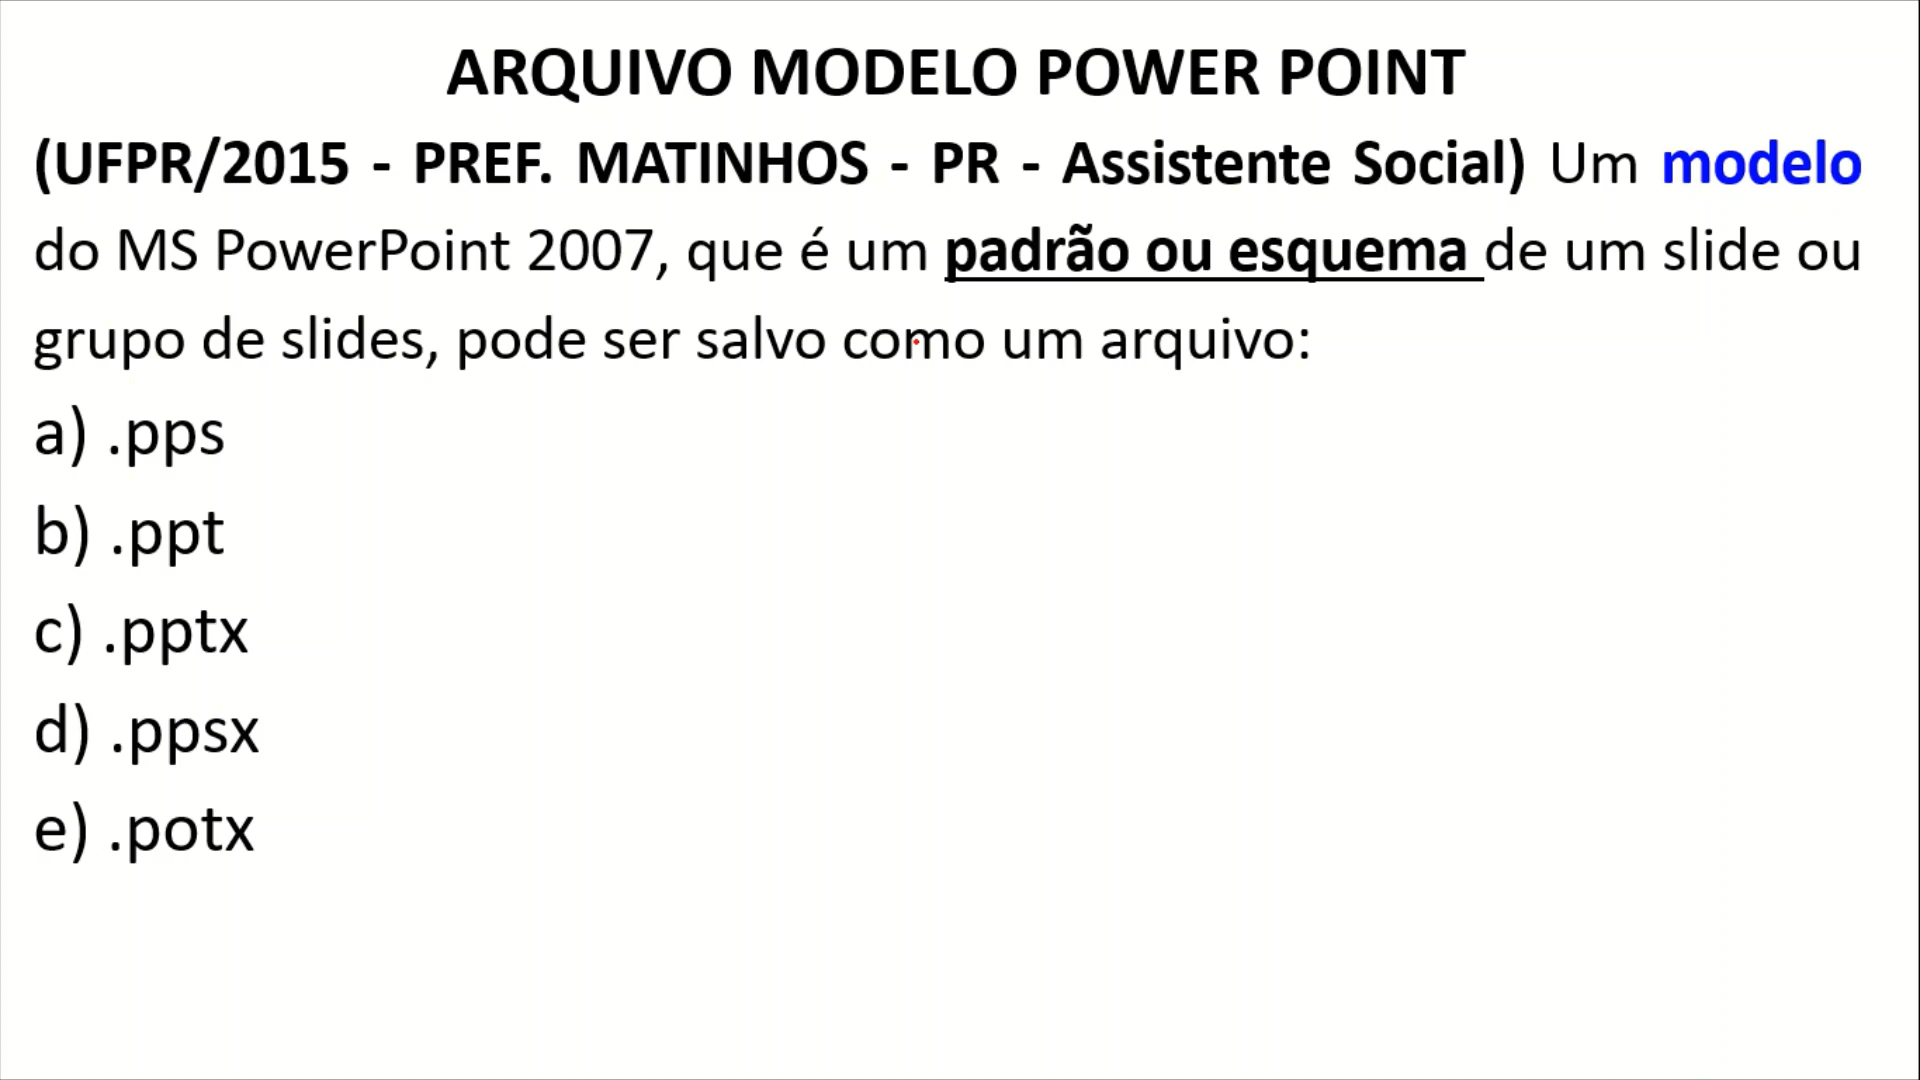 ARQUIVO MODELO POWER POINT
(UFPR/2015 - PREF. MATINHOS - PR - Assistente Social) Um modelo
do MS PowerPoint 2007, que é um padrão ou esquema de um slide ou
grupo de slides, pode ser salvo como um arquivo:
a) .pps
b) .ppt
c) .pptx
d) .ppsx
e) .potx